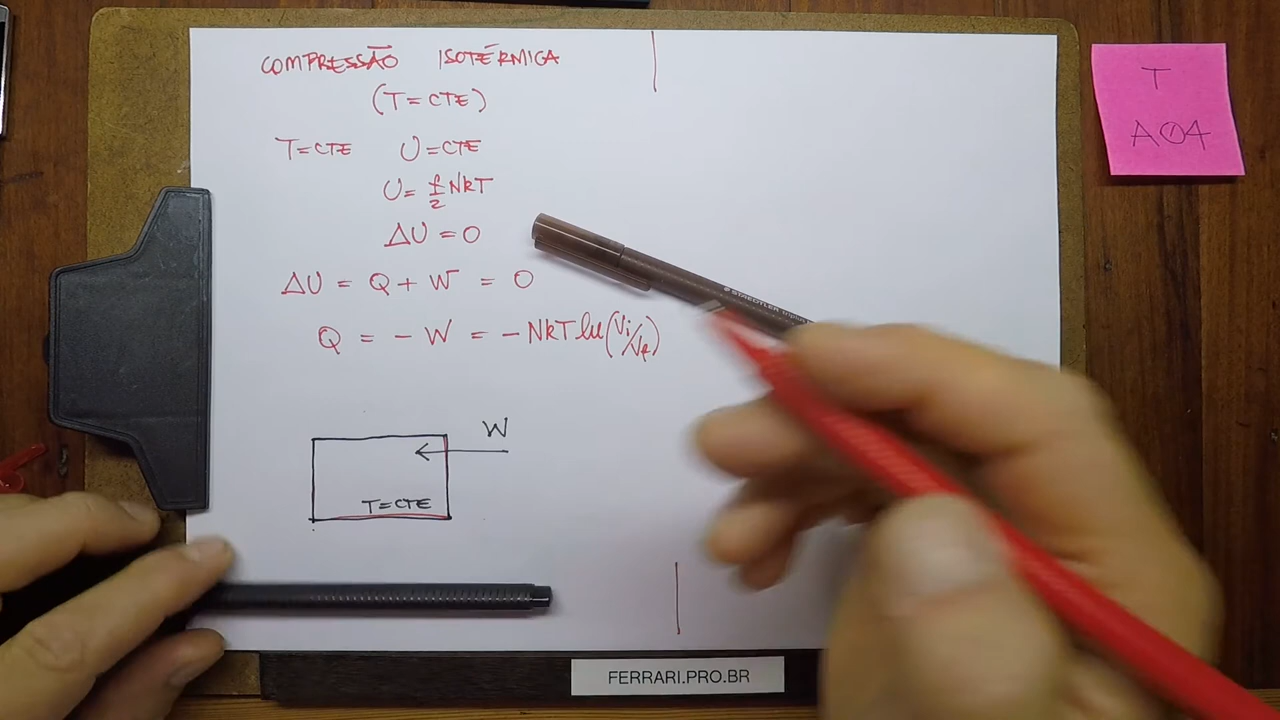 COMPRESSÃO ISOTÉRMICA
(T = CTE)
T = CTE U = CTE
U = f/2 NkT
ΔU = 0
ΔU = Q + W = 0
Q = - W = - NkT ln(Vi/Vf)
W
T = CTE
T
A04
STAEDTLER triplus
FERRARI.PRO.BR